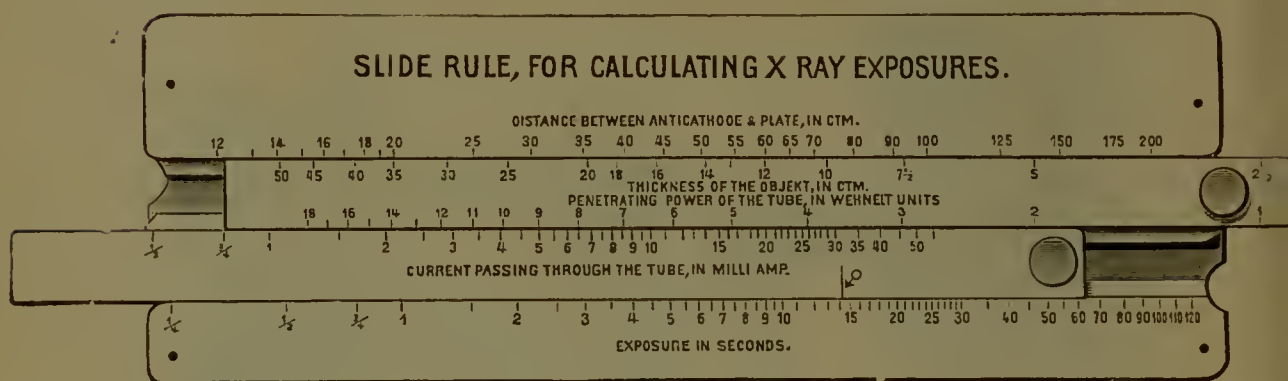 SLIDE RULE, FOR CALCULATING X RAY EXPOSURES.
DISTANCE BETWEEN ANTICATHODE & PLATE, IN CTM.
12 14 16 18 20 25 30 35 40 45 50 55 60 65 70 80 90 100 125 150 175 200
50 45 40 35 30 25 20 18 16 14 12 10 7½ 5 2
THICKNESS OF THE OBJEKT, IN CTM.
PENETRATING POWER OF THE TUBE, IN WEHNELT UNITS
18 16 14 12 11 10 9 8 7 6 5 4 3 2 1
1 2 3 4 5 6 7 8 9 10 15 20 25 30 35 40 50
CURRENT PASSING THROUGH THE TUBE, IN MILLI AMP.
1 2 3 4 5 6 7 8 9 10 15 20 25 30 40 50 60 70 80 90 100 110 120
EXPOSURE IN SECONDS.